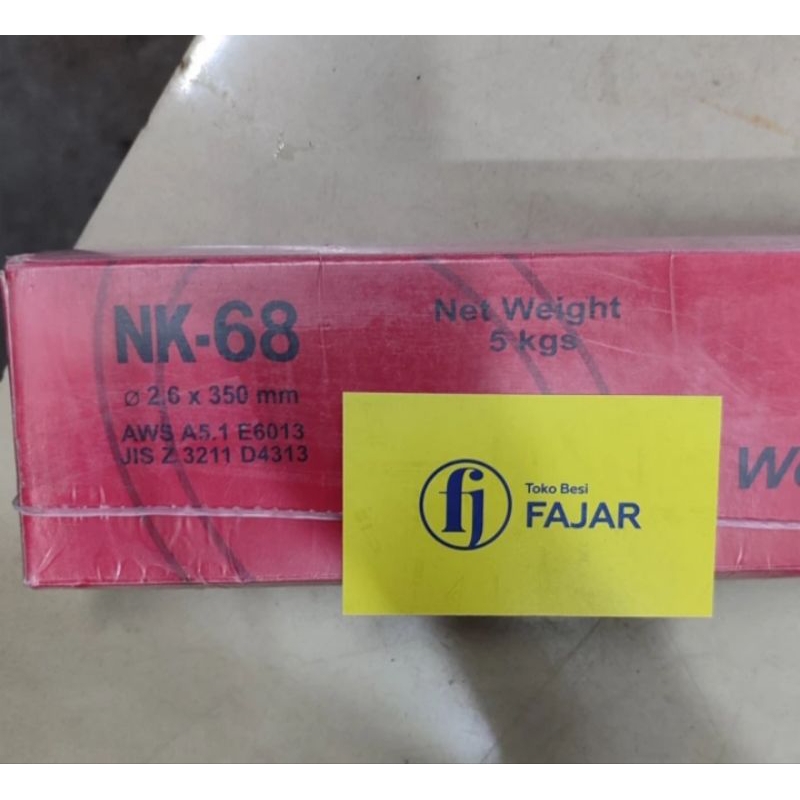 NK-68
ø 2,6 x 350 mm
AWS A5.1 E6013
JIS Z 3211 D4313
Net Weight
5 kgs
fj
Toko Besi
FAJAR